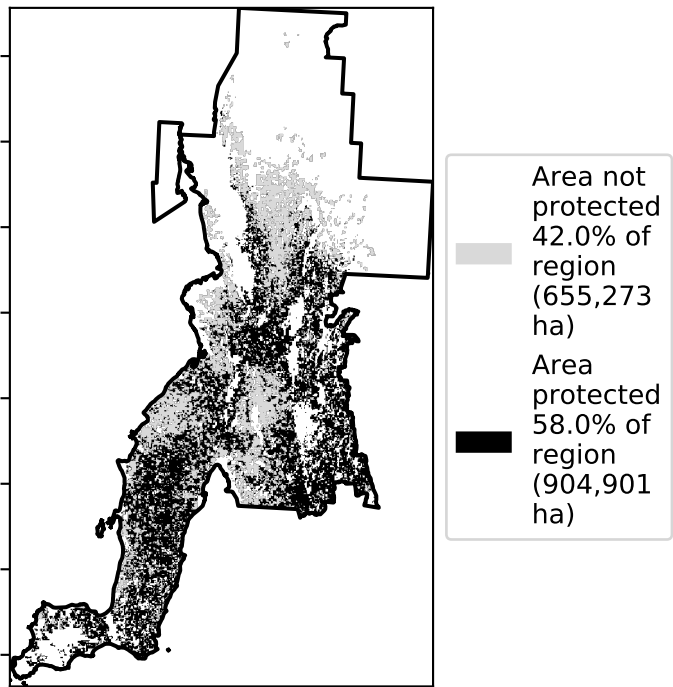 Area not
protected
42.0% of
region
(655,273
ha)
Area
protected
58.0% of
region
(904,901
ha)